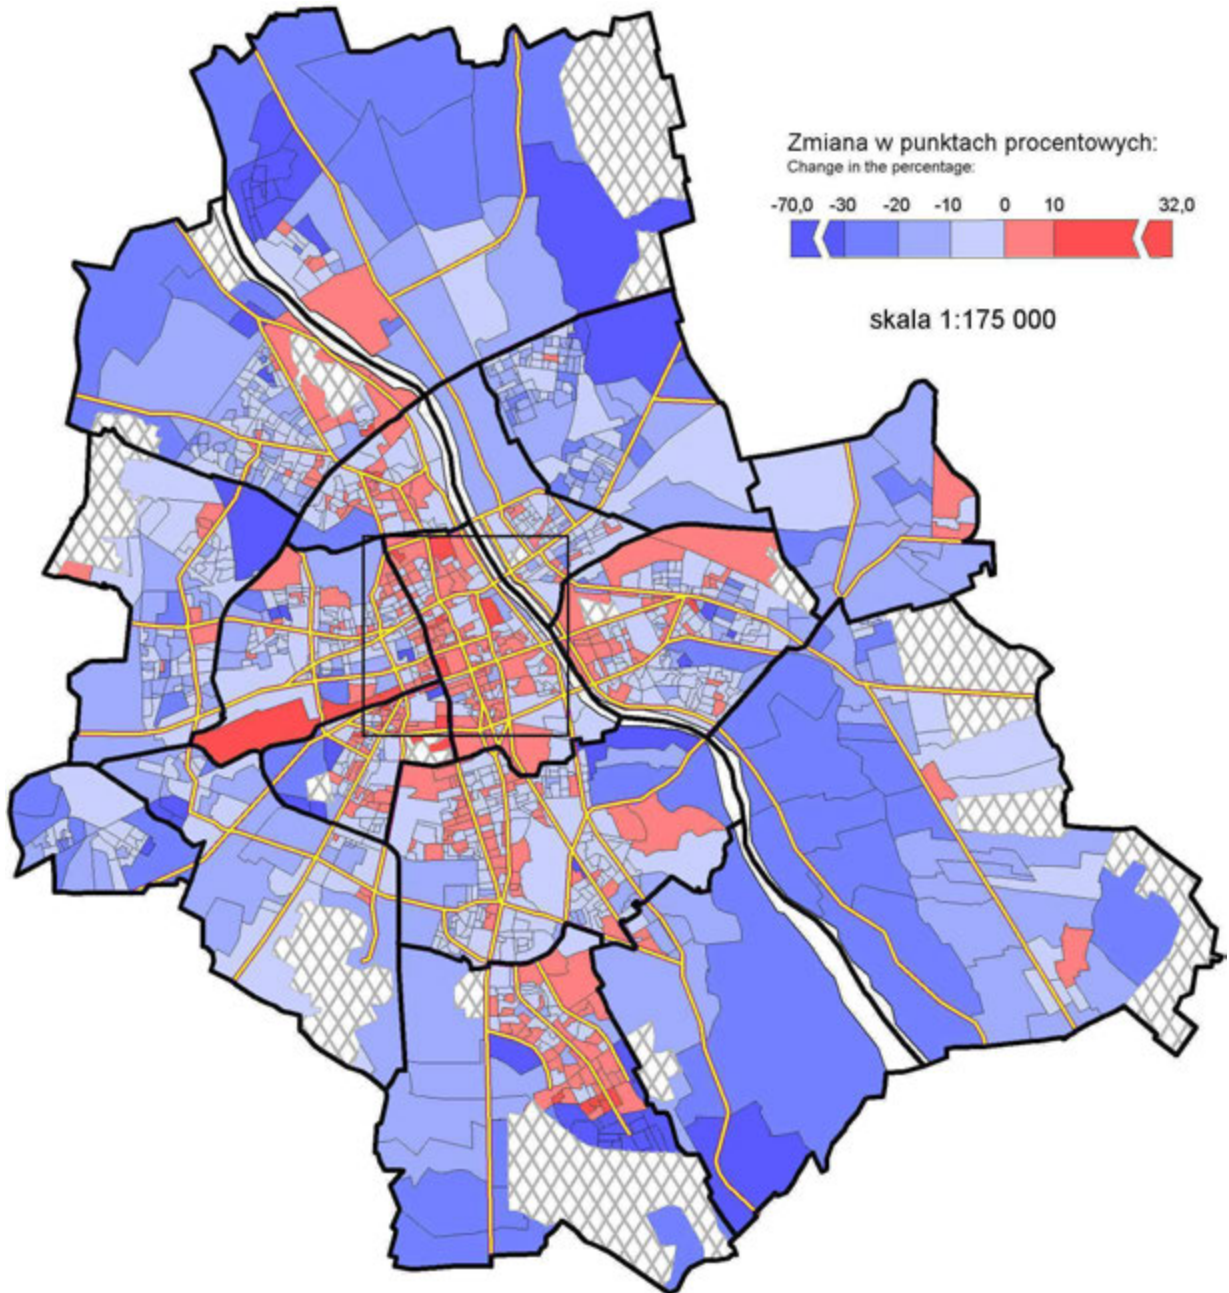 Zmiana w punktach procentowych:
Change in the percentage:
-70,0 -30 -20 -10 0 10 32,0
skala 1:175 000